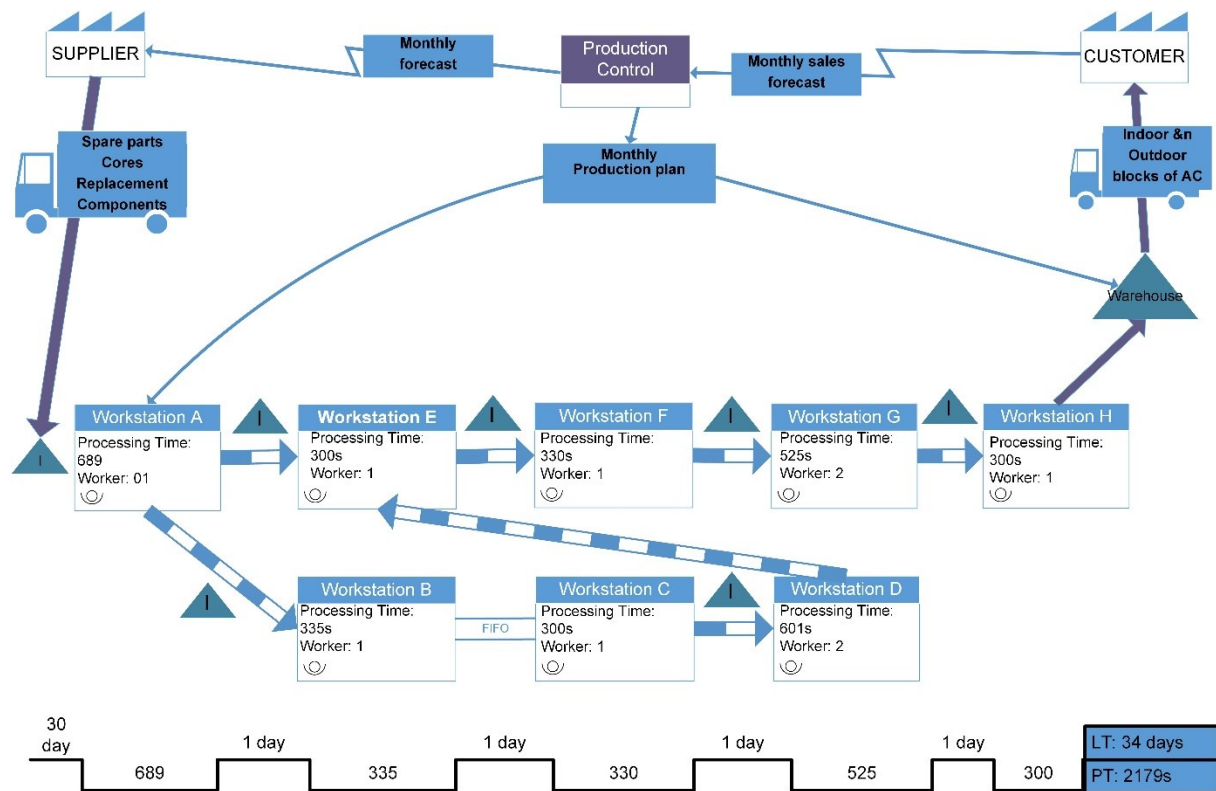 SUPPLIER
Monthly
forecast
Production
Control
Monthly sales
forecast
CUSTOMER
Spare parts
Cores
Replacement
Components
Monthly
Production plan
Indoor &n
Outdoor
blocks of AC
Warehouse
I
Workstation A
Processing Time:
689
Worker: 01
I
Workstation E
Processing Time:
300s
Worker: 1
I
Workstation F
Processing Time:
330s
Worker: 1
I
Workstation G
Processing Time:
525s
Worker: 2
I
Workstation H
Processing Time:
300s
Worker: 1
I
Workstation B
Processing Time:
335s
Worker: 1
FIFO
Workstation C
Processing Time:
300s
Worker: 1
I
Workstation D
Processing Time:
601s
Worker: 2
30
day
689
1 day
335
1 day
330
1 day
525
1 day
300
LT: 34 days
PT: 2179s